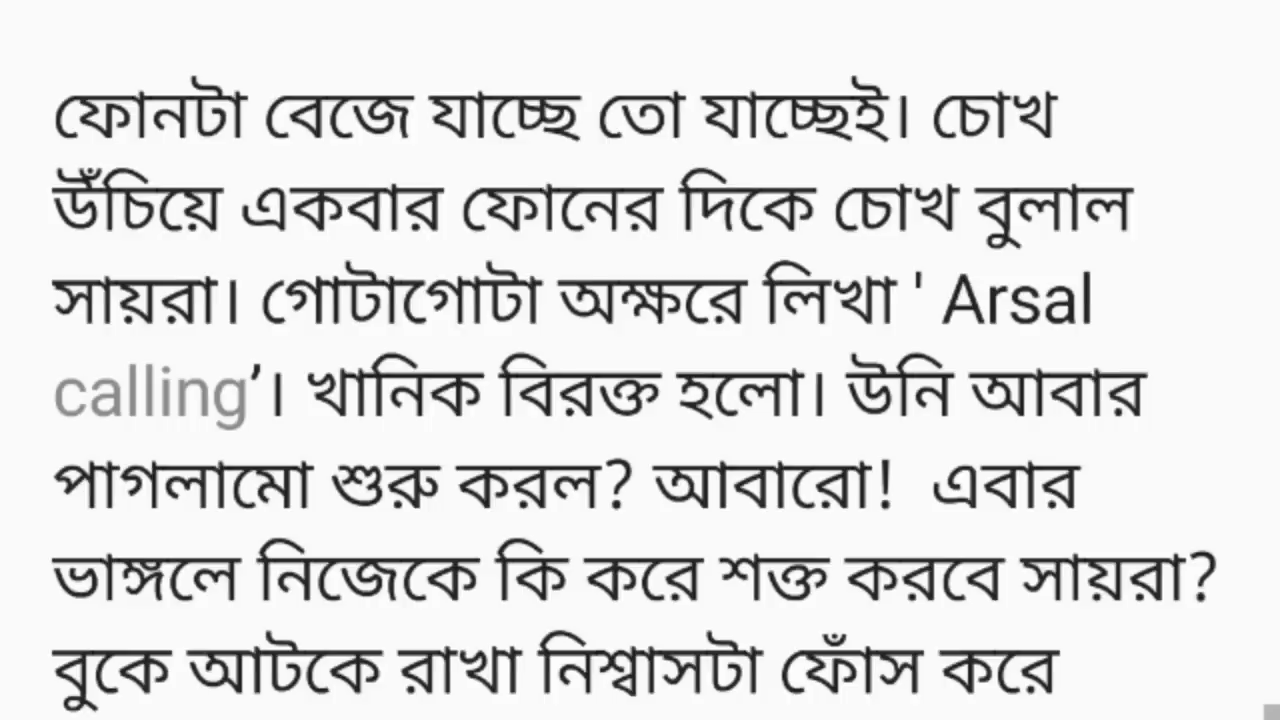 ফোনটা বেজে যাচ্ছে তো যাচ্ছেই। চোখ
উঁচিয়ে একবার ফোনের দিকে চোখ বুলাল
সায়রা। গোটাগোটা অক্ষরে লিখা ' Arsal
calling’। খানিক বিরক্ত হলো। উনি আবার
পাগলামো শুরু করল? আবারো!  এবার
ভাঙ্গলে নিজেকে কি করে শক্ত করবে সায়রা?
বুকে আটকে রাখা নিশ্বাসটা ফোঁস করে